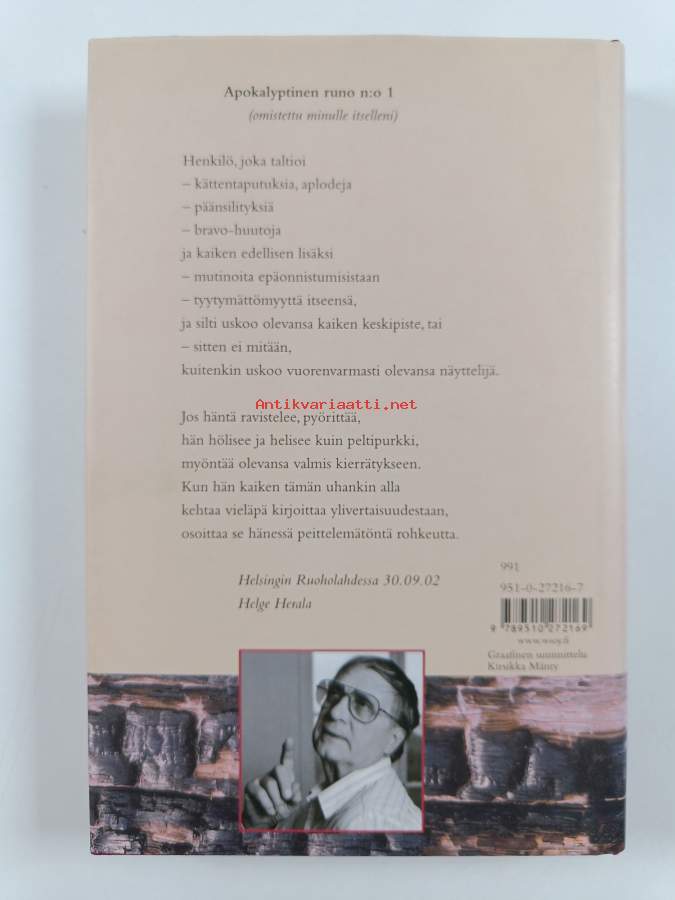 Apokalyptinen runo n:o 1
(omistettu minulle itselleni)
Henkilö, joka taltioi
– kättentaputuksia, aplodeja
– päänsilityksiä
– bravo-huutoja
ja kaiken edellisen lisäksi
– mutinoita epäonnistumisistaan
– tyytymättömyyttä itseensä,
ja silti uskoo olevansa kaiken keskipiste, tai
– sitten ei mitään,
kuitenkin uskoo vuorenvarmasti olevansa näyttelijä.
Antikvariaatti.net
Jos häntä ravistelee, pyörittää,
hän hölisee ja helisee kuin peltipurkki,
myöntää olevansa valmis kierrätykseen.
Kun hän kaiken tämän uhankin alla
kehtaa vieläpä kirjoittaa ylivertaisuudestaan,
osoittaa se hänessä peittelemätöntä rohkeutta.
Helsingin Ruoholahdessa 30.09.02
Helge Herala
991
951-0-27216-7
9 789510 272169
www.wsoy.fi
Graafinen suunnittelu
Kirsikka Mänty